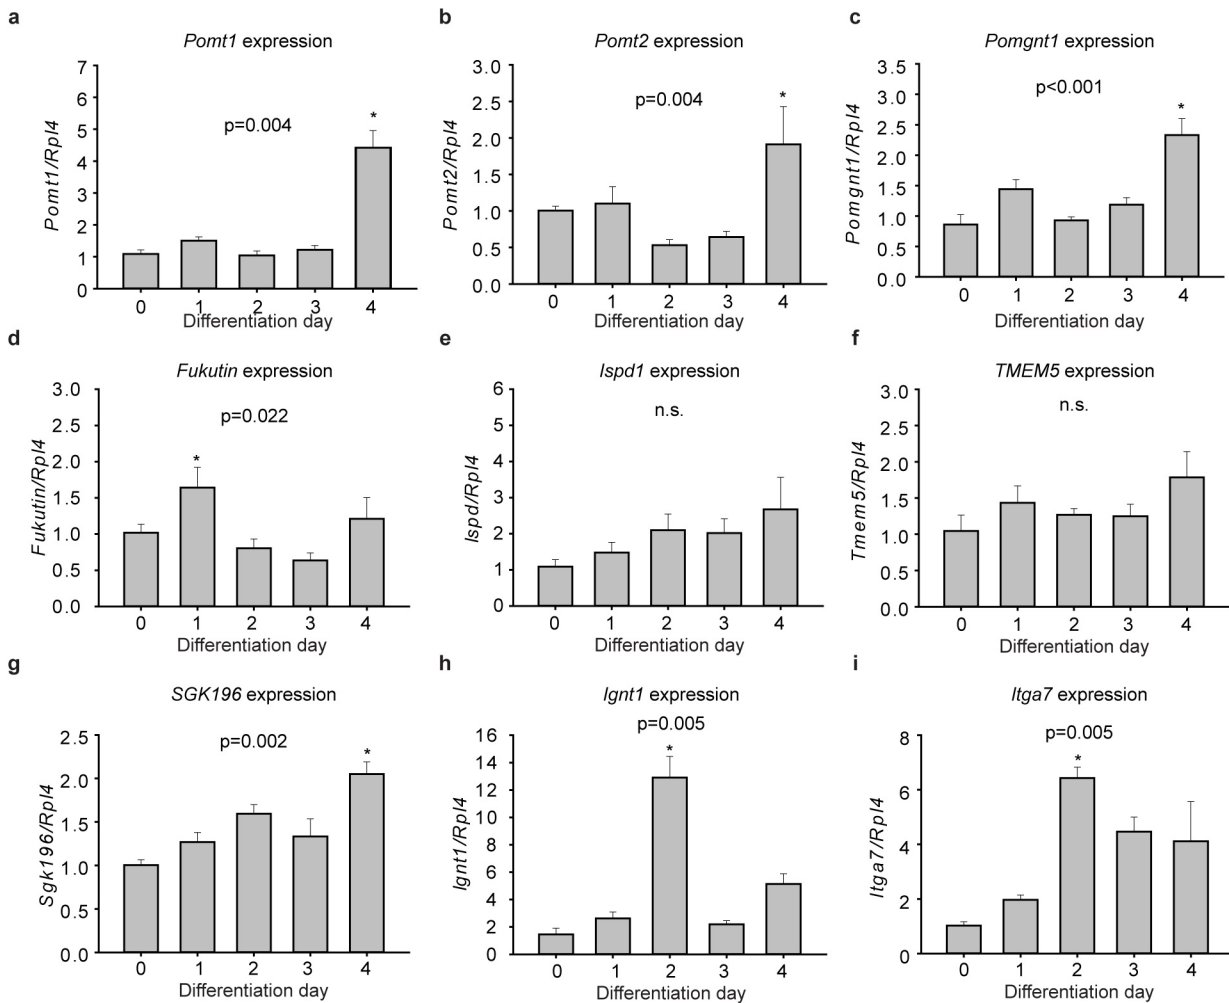 a
Pomt1 expression
Pomt1/Rpl4
7
6
5
4
3
2
1
0
p=0.004
*
0 1 2 3 4
Differentiation day
b
Pomt2 expression
Pomt2/Rpl4
3.0
2.5
2.0
1.5
1.0
0.5
0.0
p=0.004
*
0 1 2 3 4
Differentiation day
c
Pomgnt1 expression
Pomgnt1/Rpl4
3.5
3.0
2.5
2.0
1.5
1.0
0.5
0.0
p<0.001
*
0 1 2 3 4
Differentiation day
d
Fukutin expression
Fukutin/Rpl4
3.0
2.5
2.0
1.5
1.0
0.5
0.0
p=0.022
*
0 1 2 3 4
Differentiation day
e
Ispd1 expression
Ispd/Rpl4
6
5
4
3
2
1
0
n.s.
0 1 2 3 4
Differentiation day
f
TMEM5 expression
Tmem5/Rpl4
3.0
2.5
2.0
1.5
1.0
0.5
0.0
n.s.
0 1 2 3 4
Differentiation day
g
SGK196 expression
Sgk196/Rpl4
2.5
2.0
1.5
1.0
0.5
0.0
p=0.002
*
0 1 2 3 4
Differentiation day
h
Ignt1 expression
Ignt1/Rpl4
16
14
12
10
8
6
4
2
0
p=0.005
*
0 1 2 3 4
Differentiation day
i
Itga7 expression
Itga7/Rpl4
8
6
4
2
0
p=0.005
*
0 1 2 3 4
Differentiation day